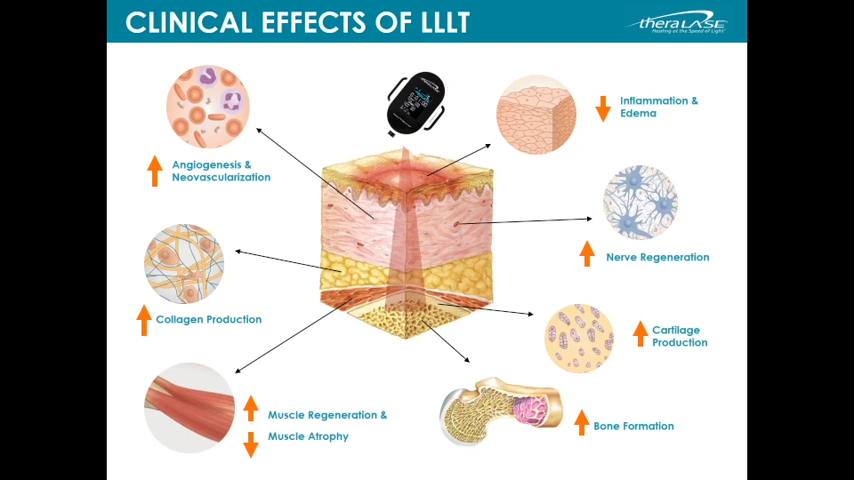 CLINICAL EFFECTS OF LLLT
theraLASE
Healing at the Speed of Light
Inflammation &
Edema
Angiogenesis &
Neovascularization
Nerve Regeneration
Collagen Production
Cartilage
Production
Muscle Regeneration &
Muscle Atrophy
Bone Formation